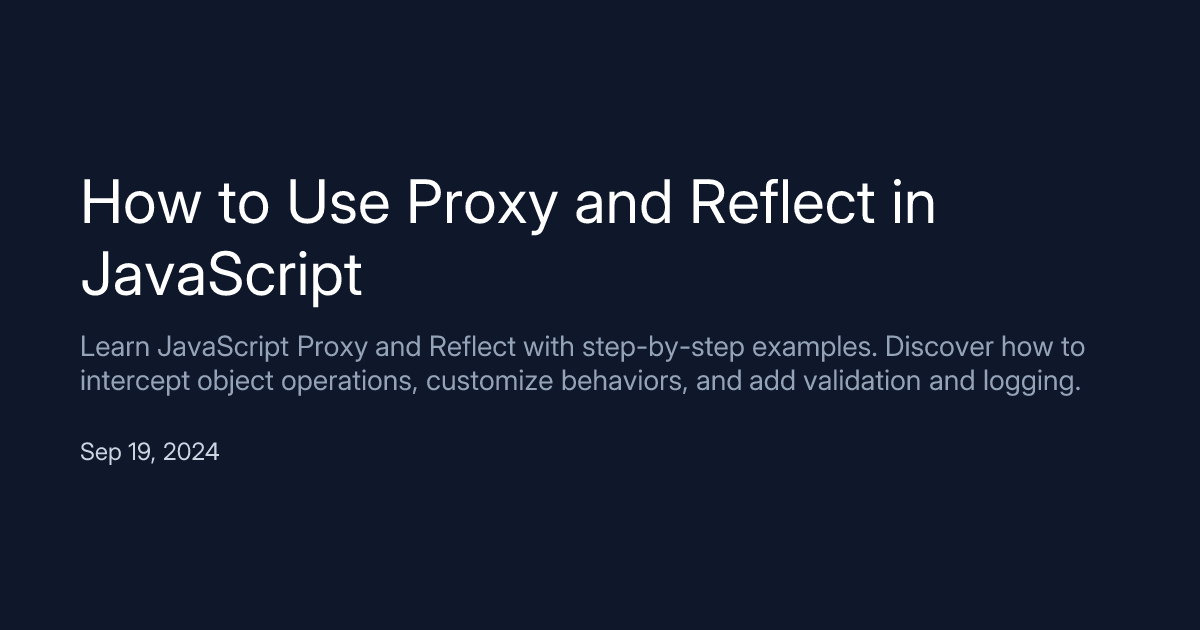 How to Use Proxy and Reflect in
JavaScript
Learn JavaScript Proxy and Reflect with step-by-step examples. Discover how to
intercept object operations, customize behaviors, and add validation and logging.
Sep 19, 2024